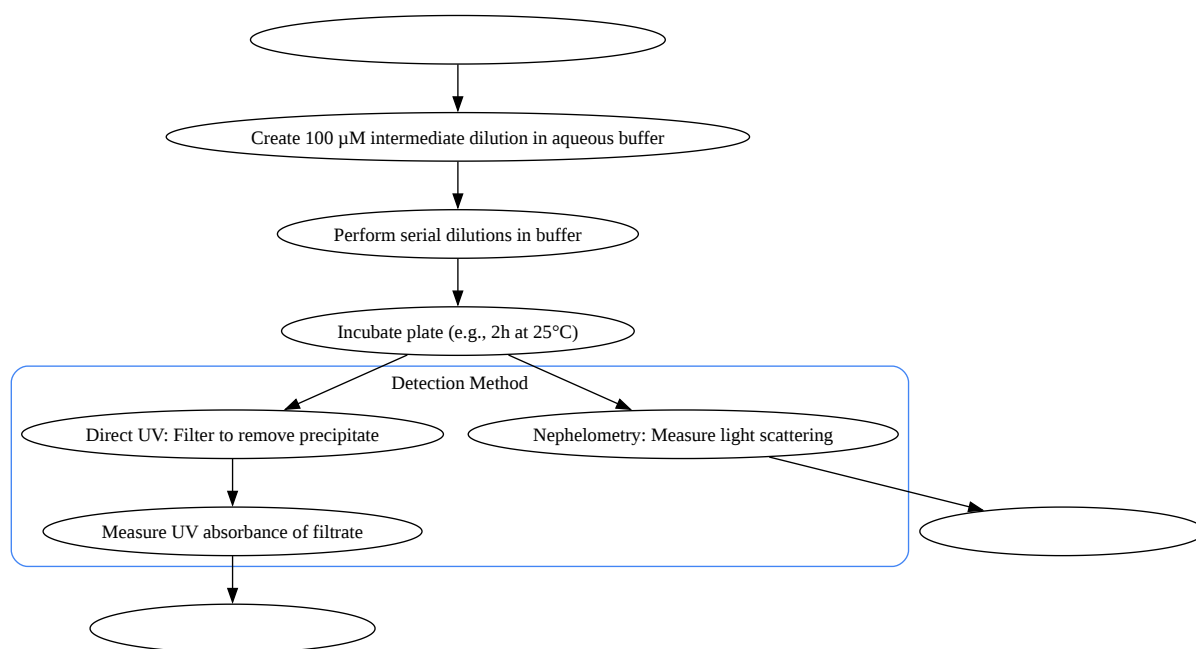 Create 100 µM intermediate dilution in aqueous buffer
Perform serial dilutions in buffer
Incubate plate (e.g., 2h at 25°C)
Detection Method
Direct UV: Filter to remove precipitate
Nephelometry: Measure light scattering
Measure UV absorbance of filtrate